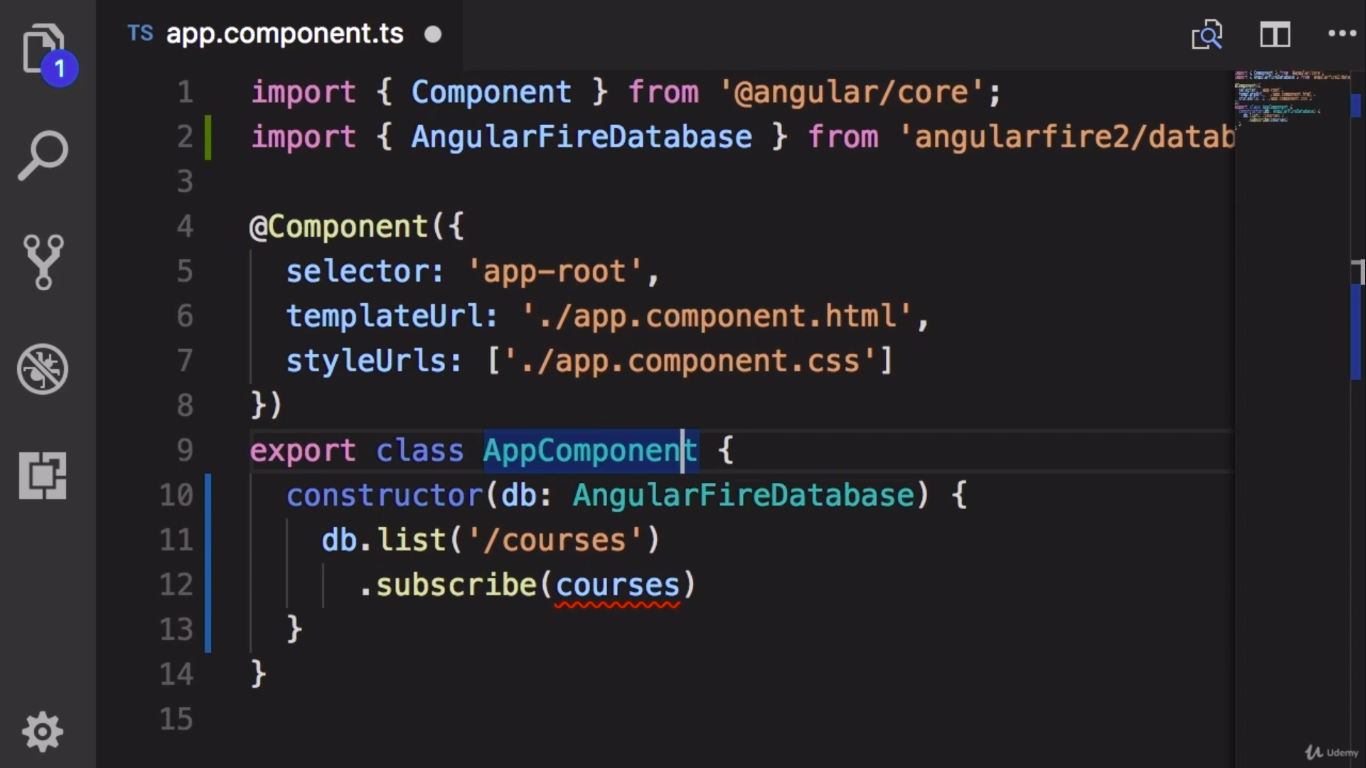 TS app.component.ts
1
1 import { Component } from '@angular/core';
2 import { AngularFireDatabase } from 'angularfire2/datab
3
4 @Component({
5 selector: 'app-root',
6 templateUrl: './app.component.html',
7 styleUrls: ['./app.component.css']
8 })
9 export class AppComponent {
10 constructor(db: AngularFireDatabase) {
11 db.list('/courses')
12 .subscribe(courses)
13 }
14 }
15
Udemy